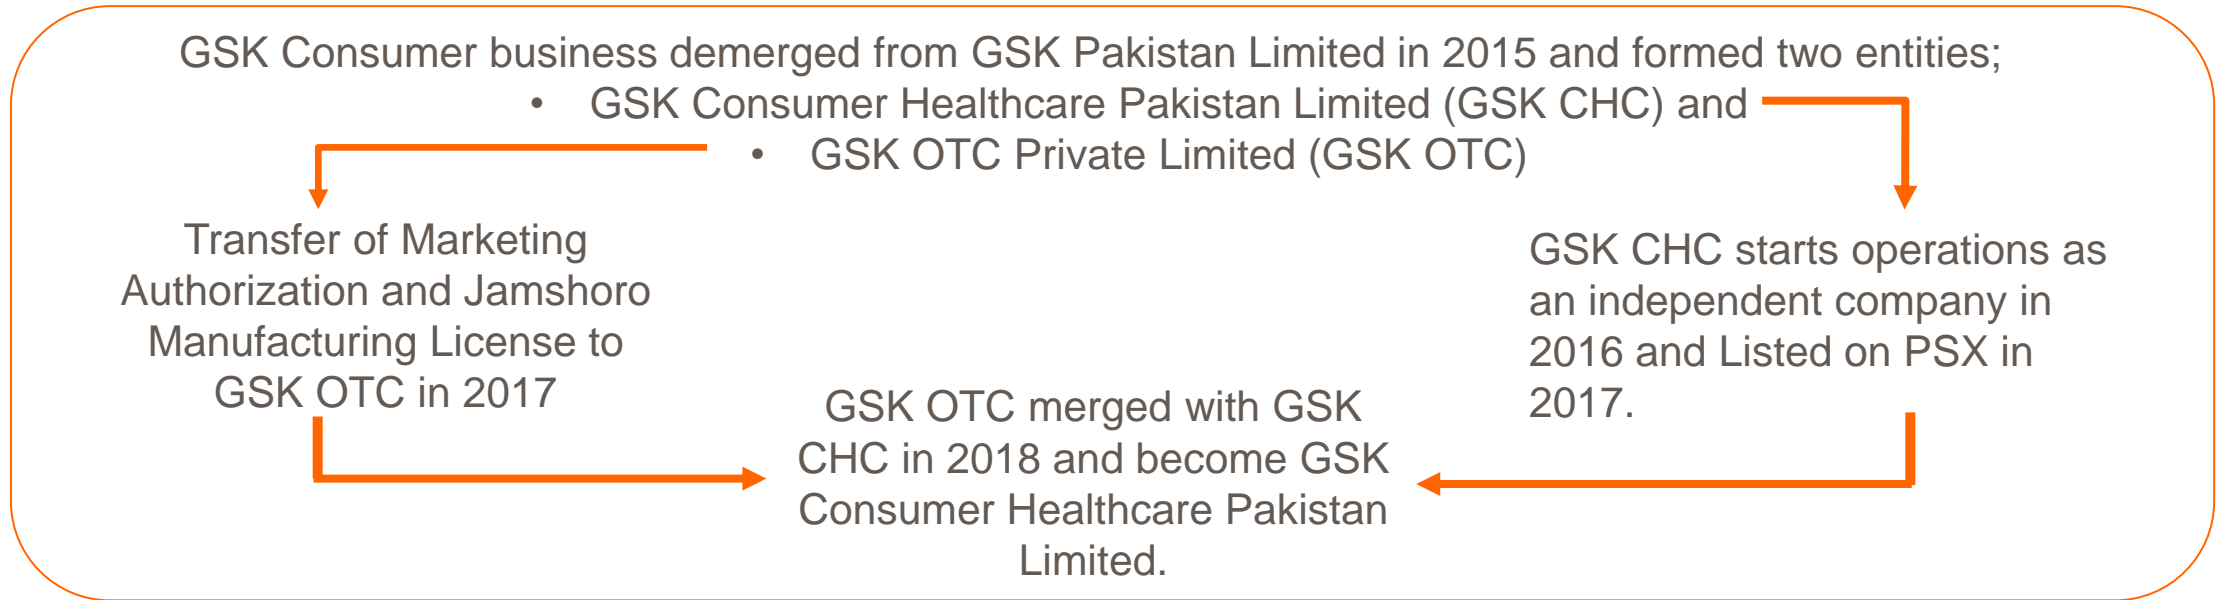 GSK Consumer business demerged from GSK Pakistan Limited in 2015 and formed two entities;
• GSK Consumer Healthcare Pakistan Limited (GSK CHC) and
• GSK OTC Private Limited (GSK OTC)
Transfer of Marketing
Authorization and Jamshoro
Manufacturing License to
GSK OTC in 2017
GSK CHC starts operations as
an independent company in
2016 and Listed on PSX in
2017.
GSK OTC merged with GSK
CHC in 2018 and become GSK
Consumer Healthcare Pakistan
Limited.